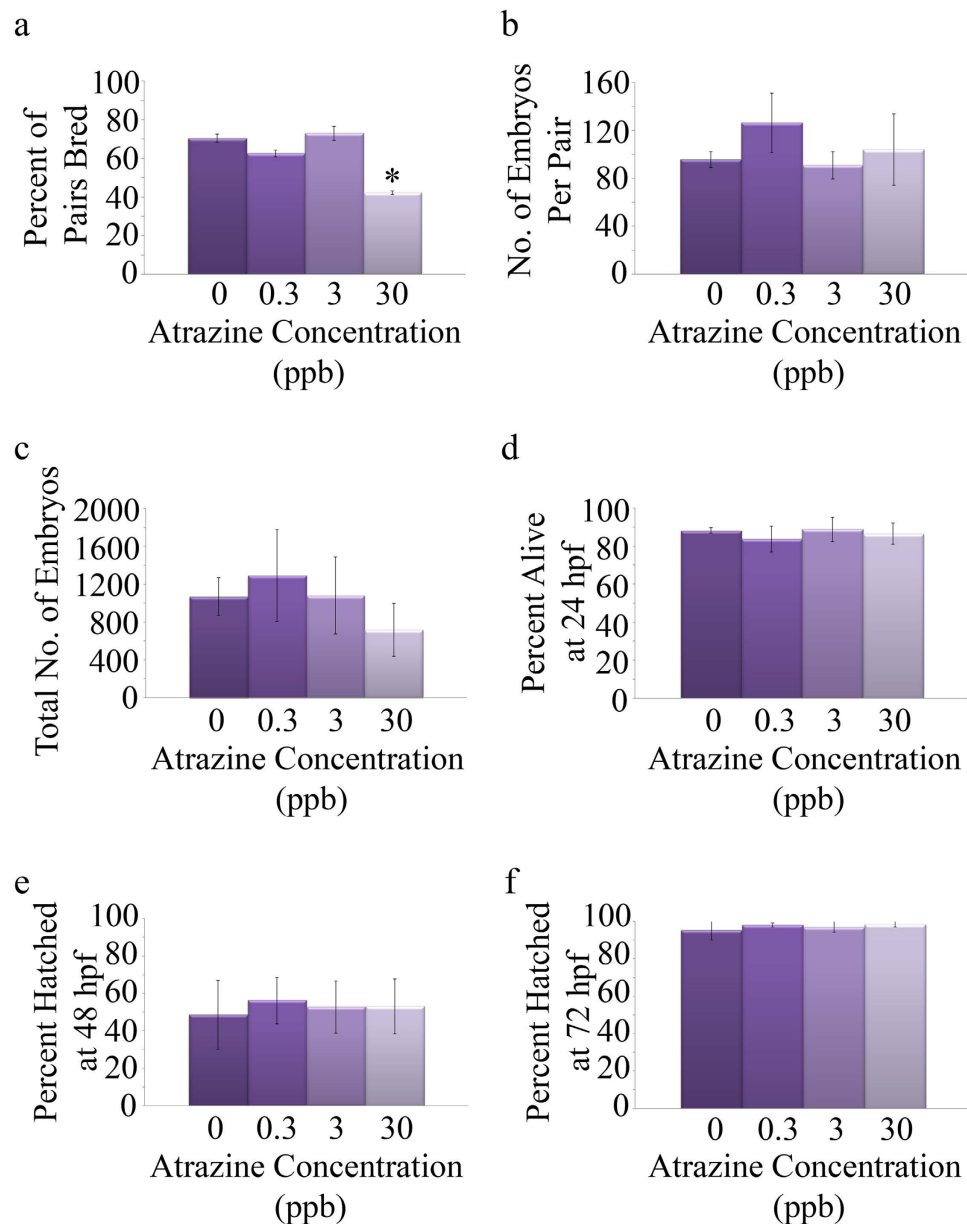 a
Percent of
Pairs Bred
100
80
60
40
20
0
*
0 0.3 3 30
Atrazine Concentration
(ppb)
b
No. of Embryos
Per Pair
160
120
80
40
0
0 0.3 3 30
Atrazine Concentration
(ppb)
c
Total No. of Embryos
2000
1600
1200
800
400
0
0 0.3 3 30
Atrazine Concentration
(ppb)
d
Percent Alive
at 24 hpf
100
80
60
40
20
0
0 0.3 3 30
Atrazine Concentration
(ppb)
e
Percent Hatched
at 48 hpf
100
80
60
40
20
0
0 0.3 3 30
Atrazine Concentration
(ppb)
f
Percent Hatched
at 72 hpf
100
80
60
40
20
0
0 0.3 3 30
Atrazine Concentration
(ppb)